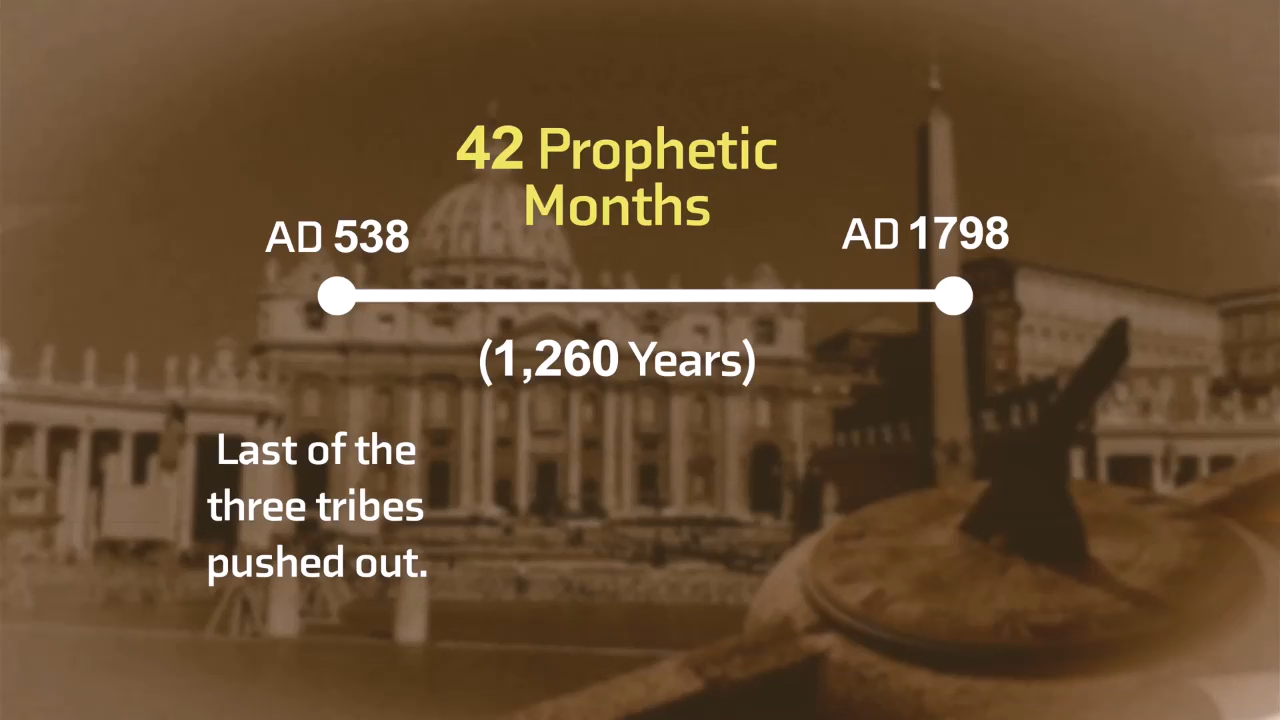 42 Prophetic
Months
AD 538
AD 1798
(1,260 Years)
Last of the
three tribes
pushed out.